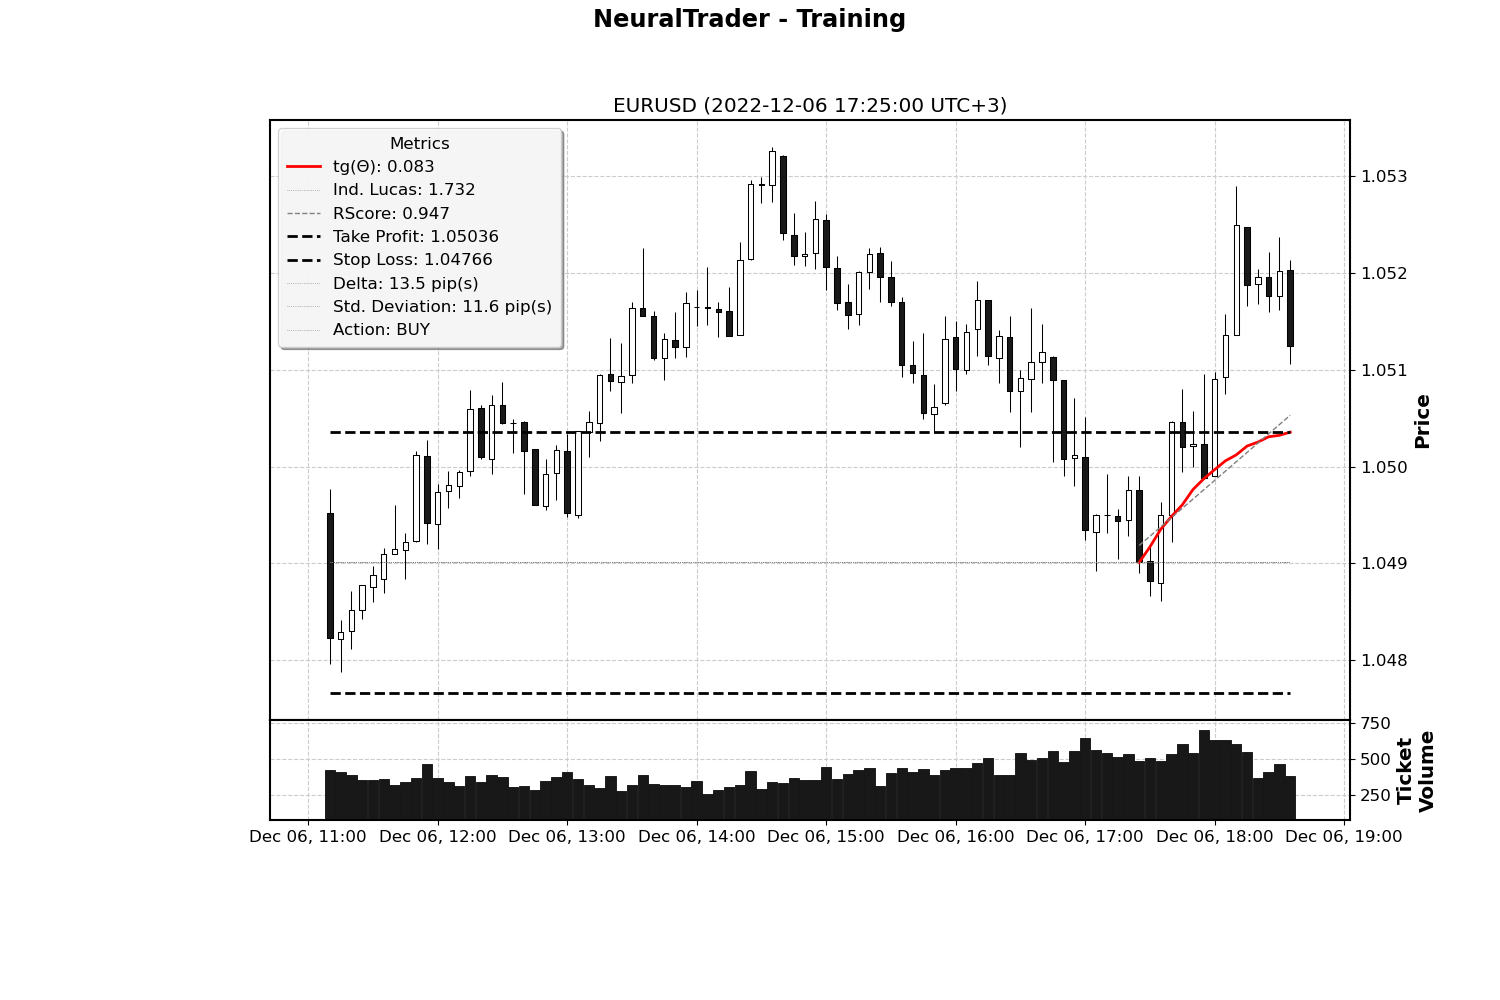 NeuralTrader - Training
EURUSD (2022-12-06 17:25:00 UTC+3)
Metrics
tg(Θ): 0.083
Ind. Lucas: 1.732
RScore: 0.947
Take Profit: 1.05036
Stop Loss: 1.04766
Delta: 13.5 pip(s)
Std. Deviation: 11.6 pip(s)
Action: BUY
1.053
1.052
1.051
1.050
1.049
1.048
Price
750
500
250
Ticket
Volume
Dec 06, 11:00 Dec 06, 12:00 Dec 06, 13:00 Dec 06, 14:00 Dec 06, 15:00 Dec 06, 16:00 Dec 06, 17:00 Dec 06, 18:00 Dec 06, 19:00